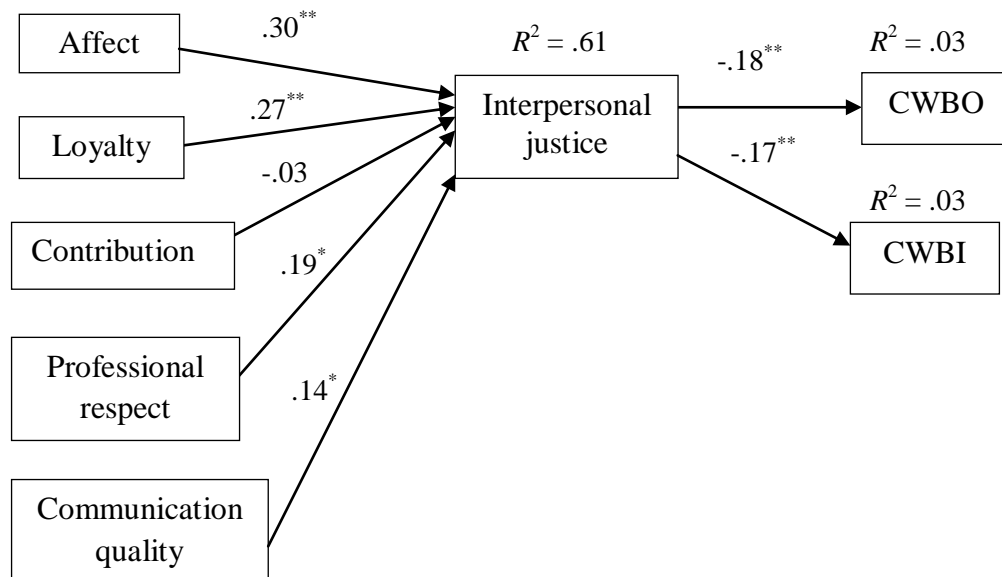 Affect
.30**
R² = .61
R² = .03
-.18**
Interpersonal
justice
CWBO
Loyalty
.27**
-.17**
-.03
R² = .03
Contribution
CWBI
.19*
Professional
respect
.14*
Communication
quality